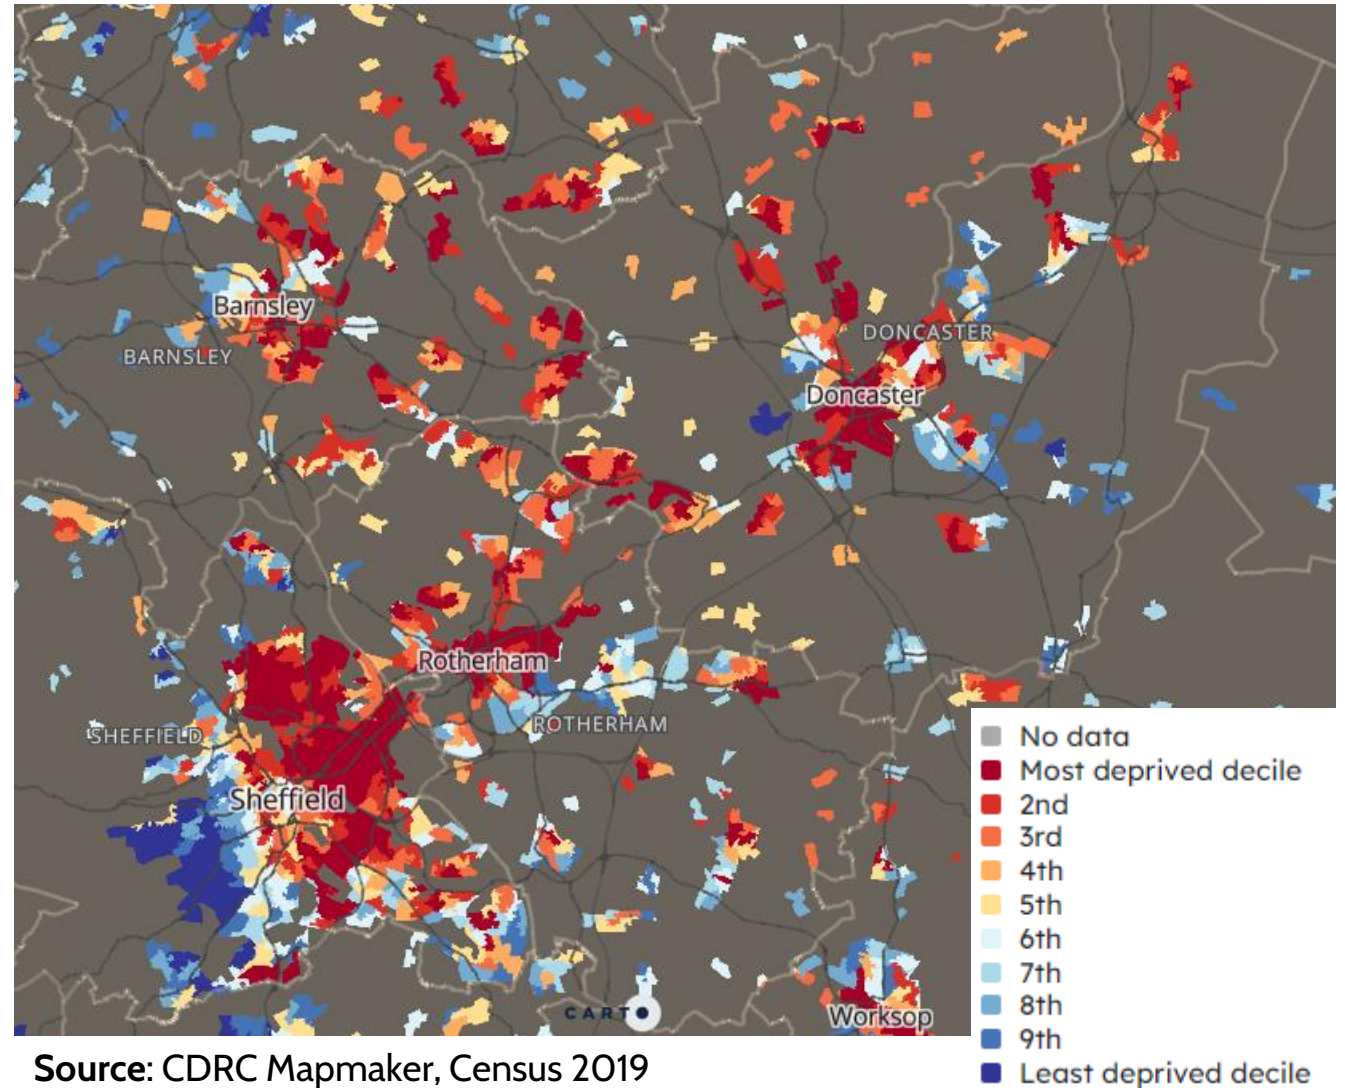 Barnsley
BARNSLEY
DONCASTER
Doncaster
Rotherham
ROTHERHAM
SHEFFIELD
Sheffield
CARTO
Worksop
No data
Most deprived decile
2nd
3rd
4th
5th
6th
7th
8th
9th
Least deprived decile
Source: CDRC Mapmaker, Census 2019